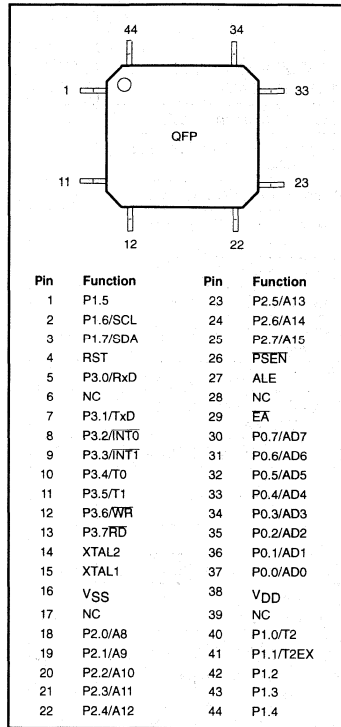 44 34
1 33
QFP
11 23
12 22
Pin Function Pin Function
1 P1.5 23 P2.5/A13
2 P1.6/SCL 24 P2.6/A14
3 P1.7/SDA 25 P2.7/A15
4 RST 26 P̅S̅E̅N̅
5 P3.0/RxD 27 ALE
6 NC 28 NC
7 P3.1/TxD 29 E̅A̅
8 P3.2/I̅N̅T̅0̅ 30 P0.7/AD7
9 P3.3/I̅N̅T̅1̅ 31 P0.6/AD6
10 P3.4/T0 32 P0.5/AD5
11 P3.5/T1 33 P0.4/AD4
12 P3.6/W̅R̅ 34 P0.3/AD3
13 P3.7R̅D̅ 35 P0.2/AD2
14 XTAL2 36 P0.1/AD1
15 XTAL1 37 P0.0/AD0
16 VSS 38 VDD
17 NC 39 NC
18 P2.0/A8 40 P1.0/T2
19 P2.1/A9 41 P1.1/T2EX
20 P2.2/A10 42 P1.2
21 P2.3/A11 43 P1.3
22 P2.4/A12 44 P1.4